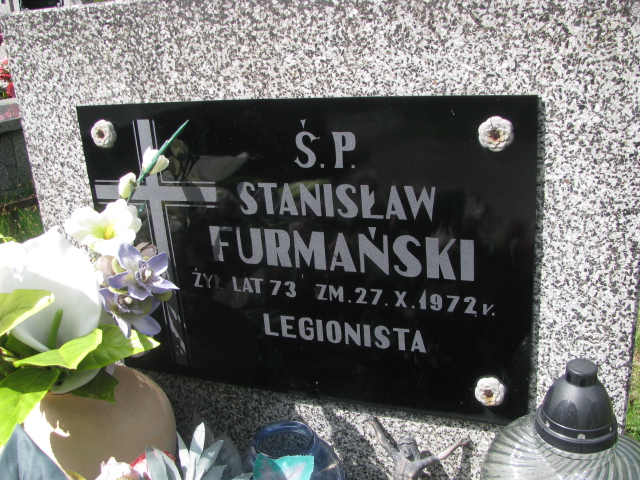 Ś.P.
STANISŁAW
FURMAŃSKI
ŻYŁ LAT 73 ZM. 27.X.1972 r.
LEGIONISTA